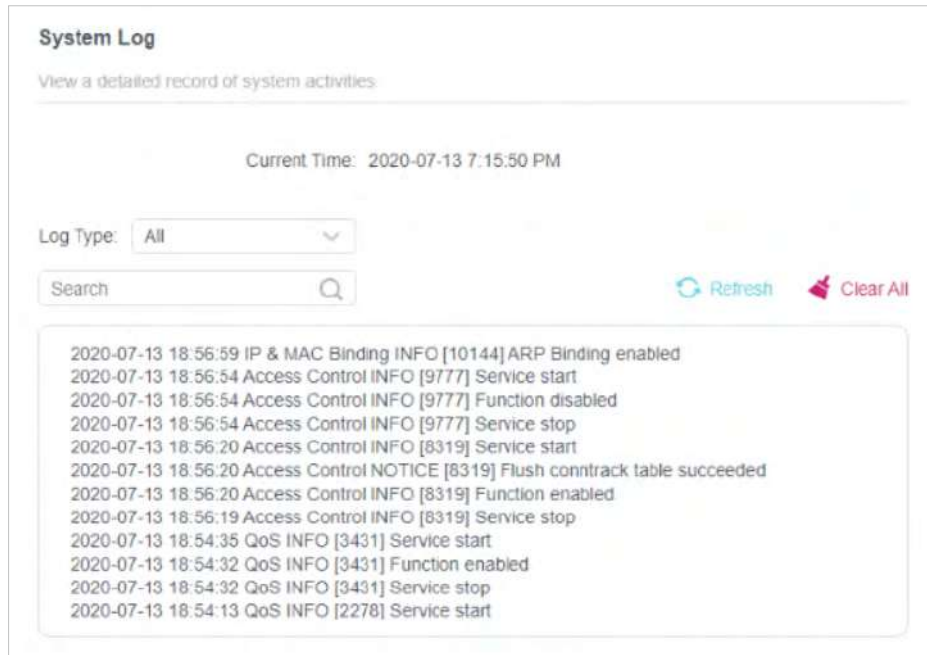 System Log
View a detailed record of system activities.
Current Time: 2020-07-13 7:15:50 PM
Log Type: All
Search Refresh Clear All
2020-07-13 18:56:59 IP & MAC Binding INFO [10144] ARP Binding enabled
2020-07-13 18:56:54 Access Control INFO [9777] Service start
2020-07-13 18:56:54 Access Control INFO [9777] Function disabled
2020-07-13 18:56:54 Access Control INFO [9777] Service stop
2020-07-13 18:56:20 Access Control INFO [8319] Service start
2020-07-13 18:56:20 Access Control NOTICE [8319] Flush conntrack table succeeded
2020-07-13 18:56:20 Access Control INFO [8319] Function enabled
2020-07-13 18:56:19 Access Control INFO [8319] Service stop
2020-07-13 18:54:35 QoS INFO [3431] Service start
2020-07-13 18:54:32 QoS INFO [3431] Function enabled
2020-07-13 18:54:32 QoS INFO [3431] Service stop
2020-07-13 18:54:13 QoS INFO [2278] Service start